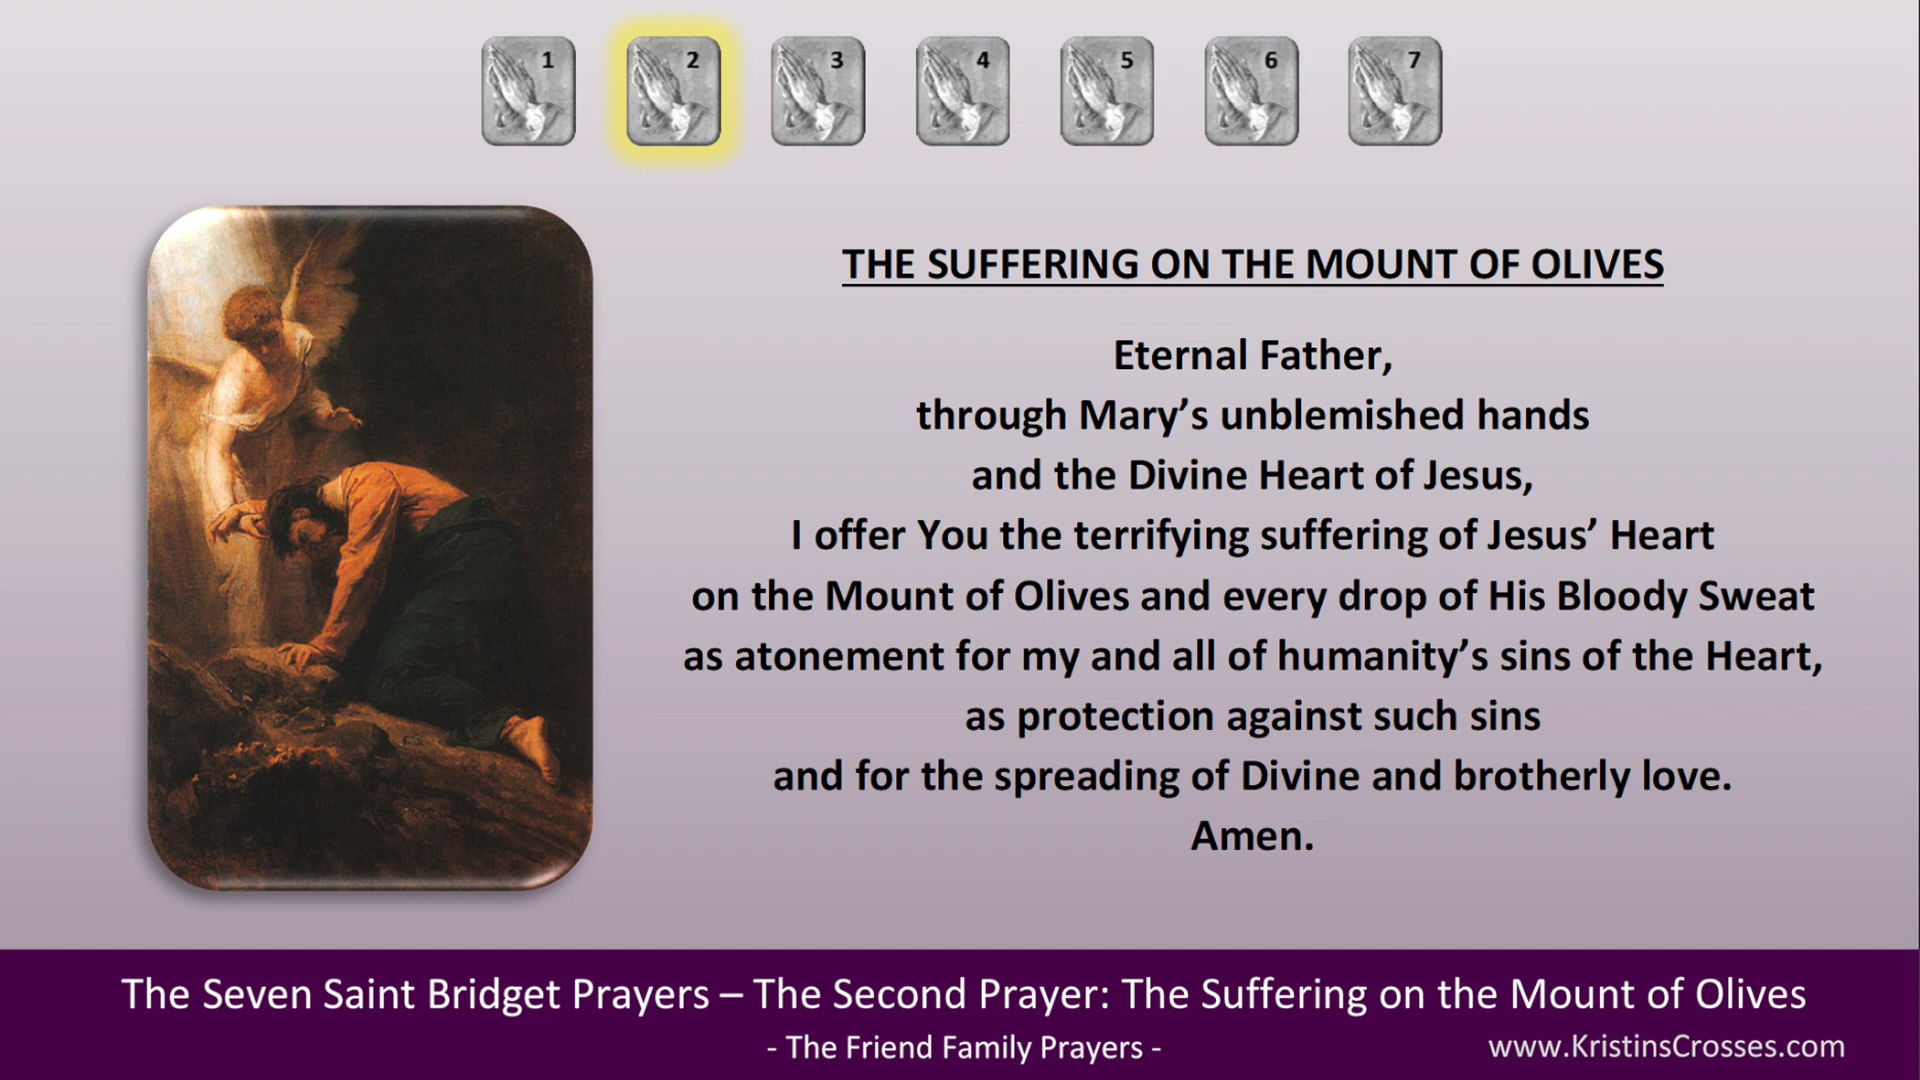 1 2 3 4 5 6 7
THE SUFFERING ON THE MOUNT OF OLIVES
Eternal Father,
through Mary’s unblemished hands
and the Divine Heart of Jesus,
I offer You the terrifying suffering of Jesus’ Heart
on the Mount of Olives and every drop of His Bloody Sweat
as atonement for my and all of humanity’s sins of the Heart,
as protection against such sins
and for the spreading of Divine and brotherly love.
Amen.
The Seven Saint Bridget Prayers – The Second Prayer: The Suffering on the Mount of Olives
- The Friend Family Prayers -
www.KristinsCrosses.com